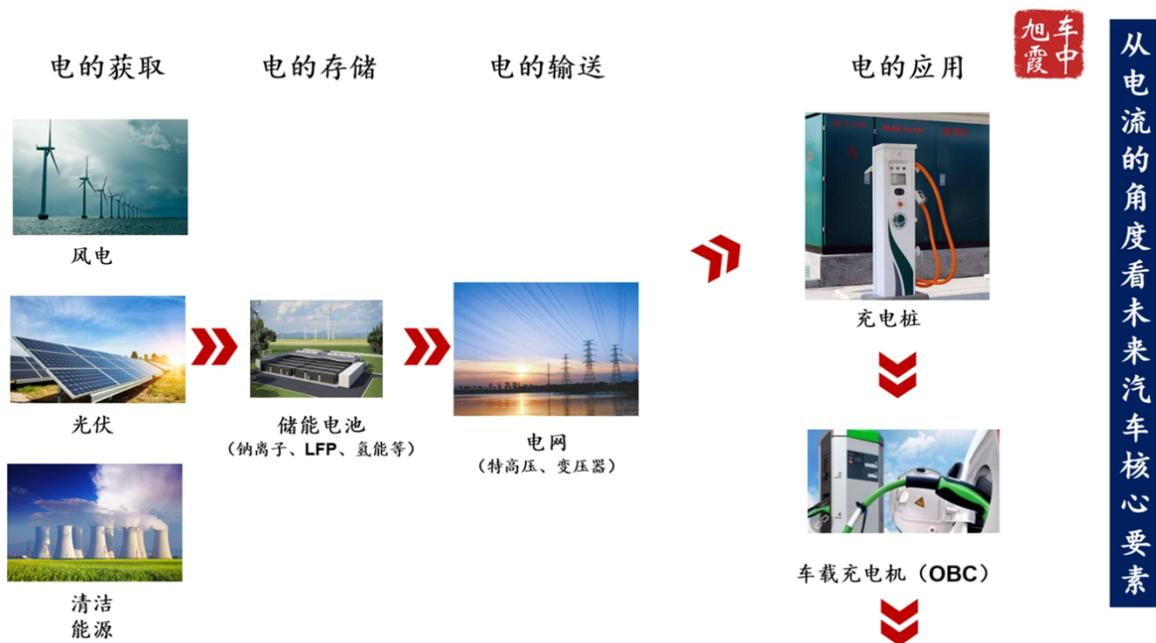 电的获取
电的存储
电的输送
电的应用
旭霞
车中
从电流的角度看未来汽车核心要素
风电
光伏
清洁
能源
储能电池
（钠离子、LFP、氢能等）
电网
（特高压、变压器）
充电桩
车载充电机（OBC）